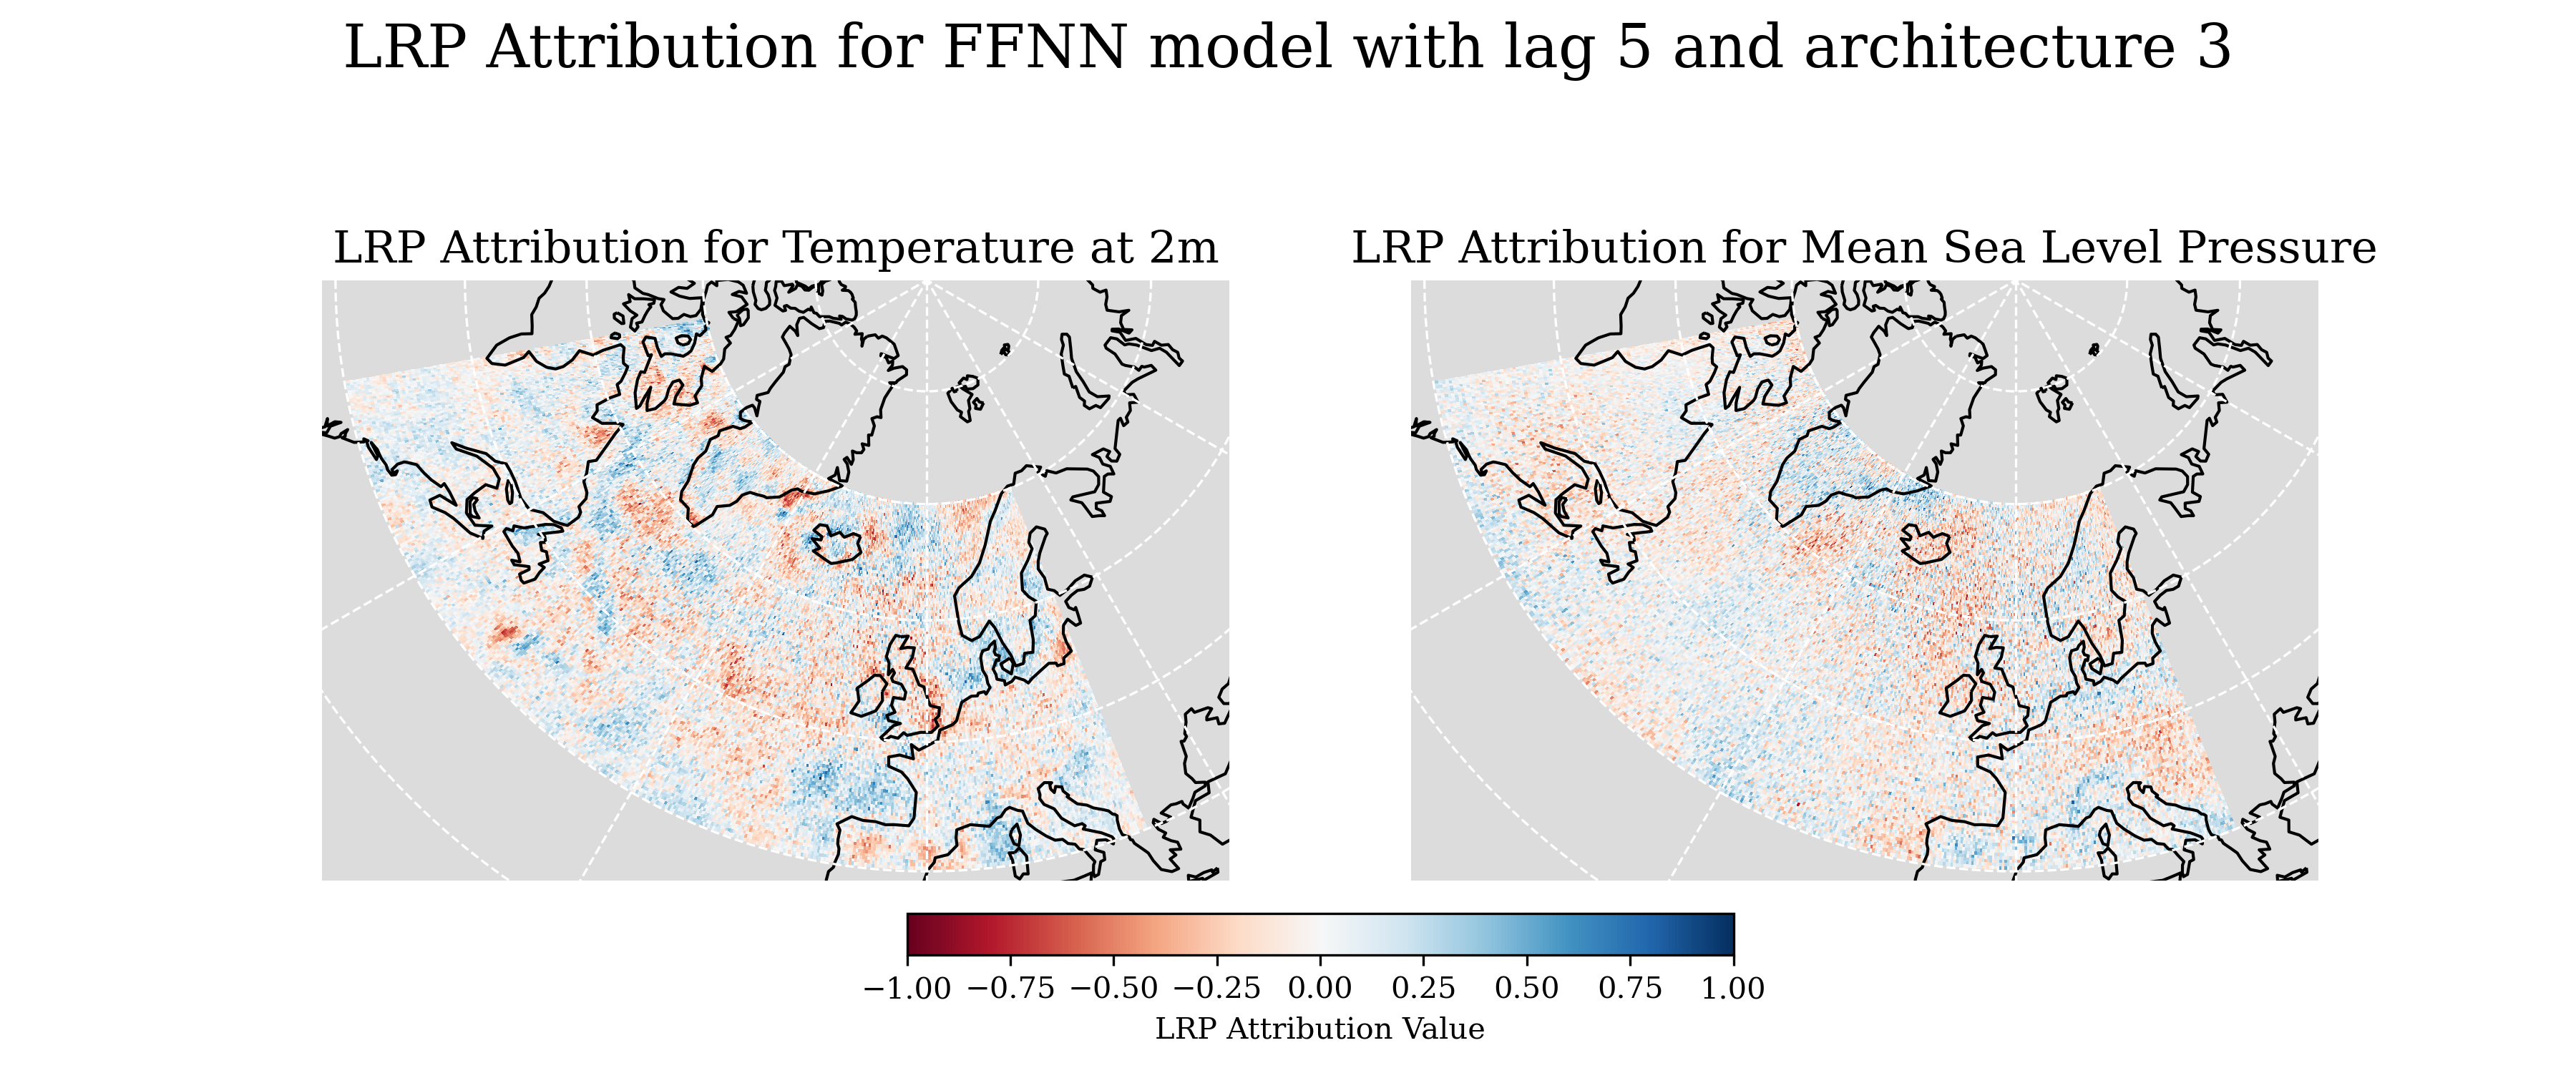 LRP Attribution for FFNN model with lag 5 and architecture 3
LRP Attribution for Temperature at 2m
LRP Attribution for Mean Sea Level Pressure
−1.00 −0.75 −0.50 −0.25 0.00 0.25 0.50 0.75 1.00
LRP Attribution Value